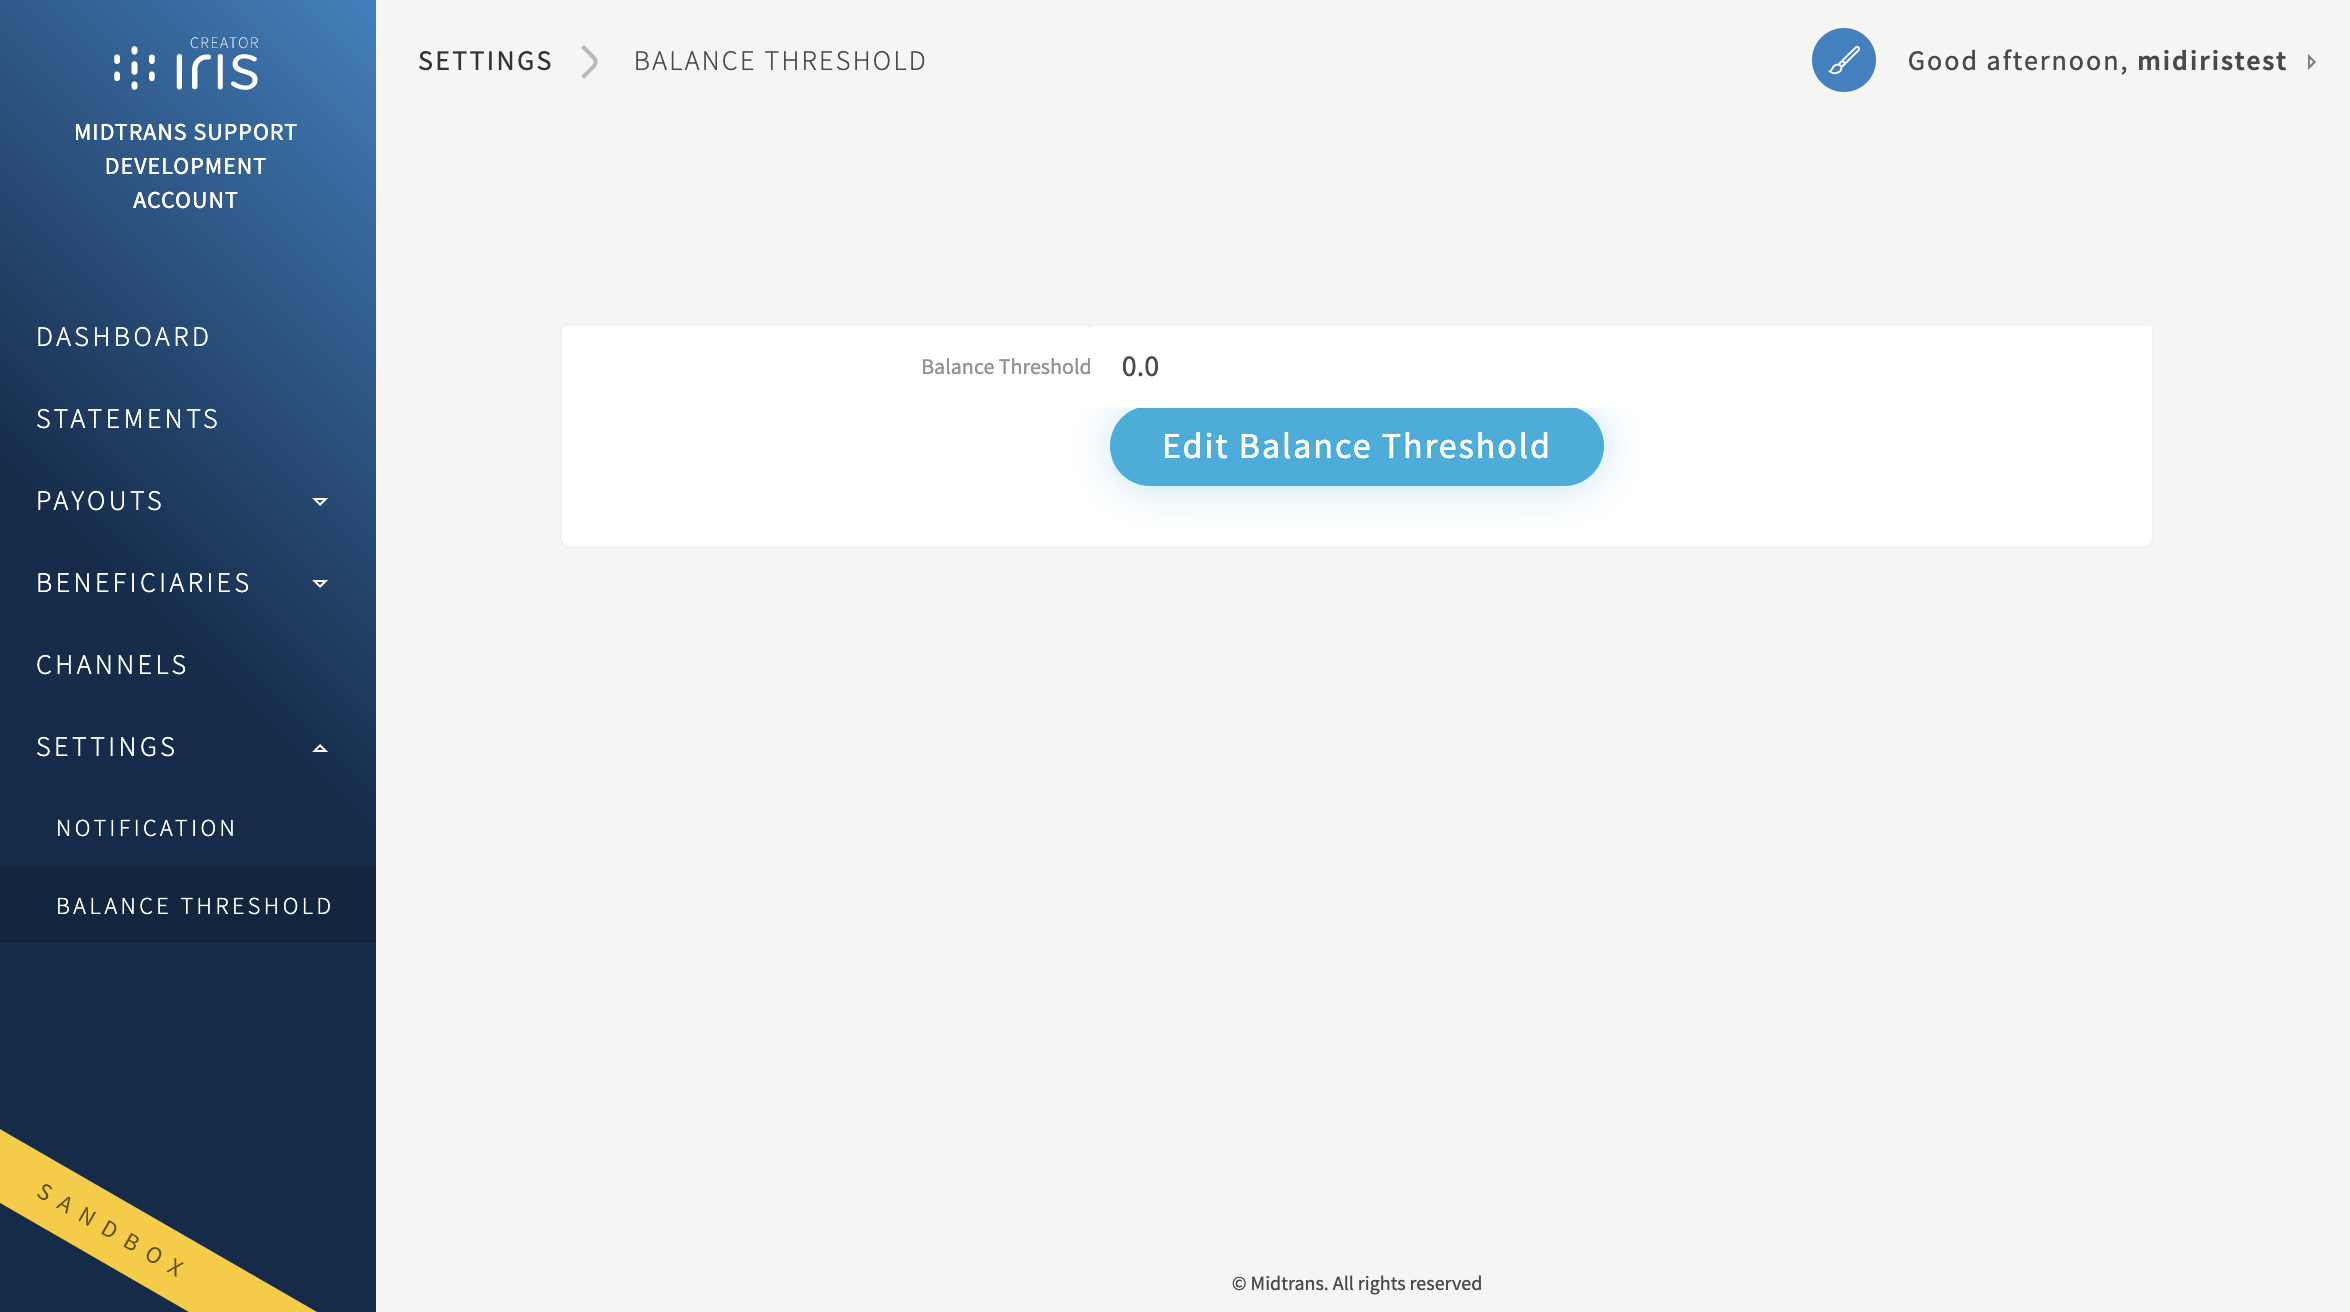 CREATOR
IRIS
MIDTRANS SUPPORT
DEVELOPMENT
ACCOUNT
DASHBOARD
STATEMENTS
PAYOUTS
BENEFICIARIES
CHANNELS
SETTINGS
NOTIFICATION
BALANCE THRESHOLD
SANDBOX
SETTINGS
BALANCE THRESHOLD
Good afternoon, midiristest
Balance Threshold 0.0
Edit Balance Threshold
© Midtrans. All rights reserved